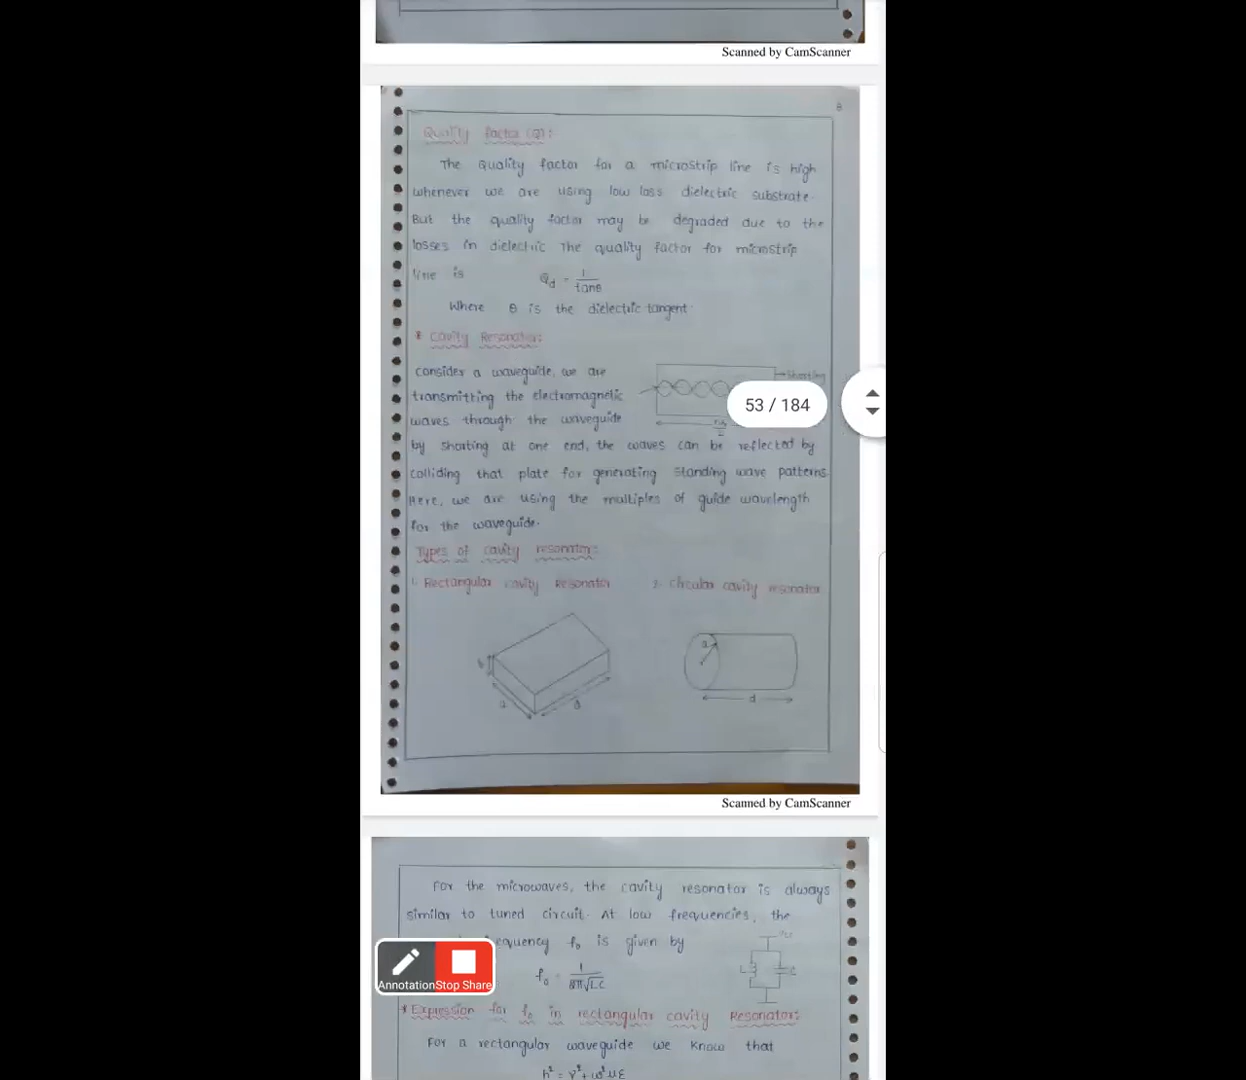 Scanned by CamScanner
8
Quality factor (Q):
The Quality factor for a microstrip line is high
whenever we are using low loss dielectric substrate.
But the quality factor may be degraded due to the
losses in dielectric The quality factor for microstrip
line is Qd = 1/tanθ
Where θ is the dielectric tangent
* Cavity Resonator:
Consider a waveguide, we are
→ Shorting
transmitting the electromagnetic
53 / 184
waves through the waveguide
by shorting at one end, the waves can be reflected by
colliding that plate for generating standing wave patterns.
Here, we are using the multiples of guide wavelength
for the waveguide.
Types of cavity resonator:
1. Rectangular cavity Resonator 2. Circular cavity resonator
b a d
a d
Scanned by CamScanner
For the microwaves, the cavity resonator is always
similar to tuned circuit. At low frequencies, the
equency f₀ is given by
L C
f₀ = 1/8π√LC
Annotation Stop Share
* Expression for f₀ in rectangular cavity Resonator:
For a rectangular waveguide we know that
h² = γ² + ω²με